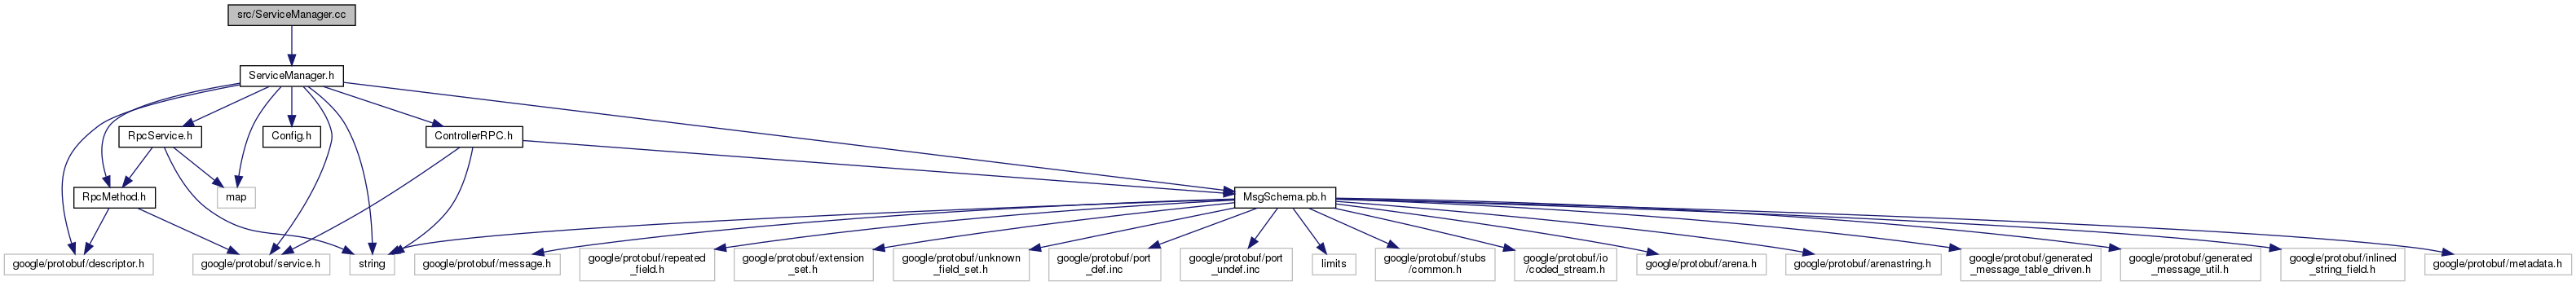 src/ServiceManager.cc
ServiceManager.h
RpcService.h
Config.h
ControllerRPC.h
RpcMethod.h
map
MsgSchema.pb.h
google/protobuf/descriptor.h
google/protobuf/service.h
string
google/protobuf/message.h
google/protobuf/repeated
_field.h
google/protobuf/extension
_set.h
google/protobuf/unknown
_field_set.h
google/protobuf/port
_def.inc
google/protobuf/port
_undef.inc
limits
google/protobuf/stubs
/common.h
google/protobuf/io
/coded_stream.h
google/protobuf/arena.h
google/protobuf/arenastring.h
google/protobuf/generated
_message_table_driven.h
google/protobuf/generated
_message_util.h
google/protobuf/inlined
_string_field.h
google/protobuf/metadata.h